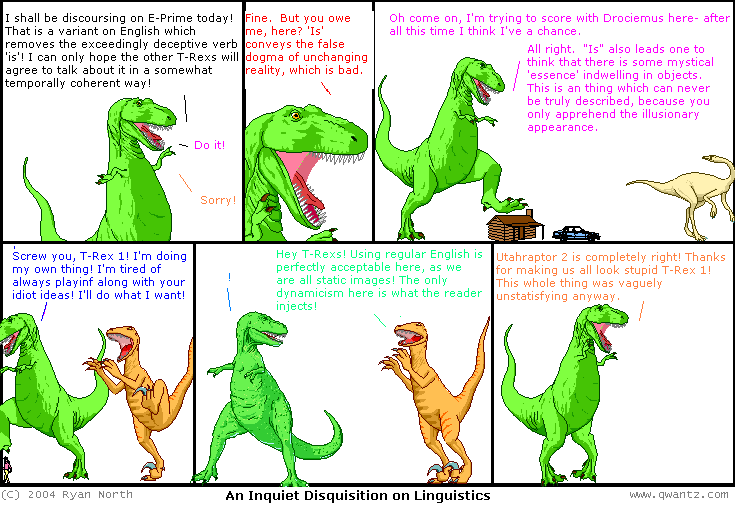 I shall be discoursing on E-Prime today!
That is a variant on English which
removes the exceedingly deceptive verb
'is'! I can only hope the other T-Rexs will
agree to talk about it in a somewhat
temporally coherent way!
Do it!
Sorry!
Fine. But you owe
me, here? 'Is'
conveys the false
dogma of unchanging
reality, which is bad.
Oh come on, I'm trying to score with Drociemus here- after
all this time I think I've a chance.
All right. "Is" also leads one to
think that there is some mystical
'essence' indwelling in objects.
This is an thing which can never
be truly described, because you
only apprehend the illusionary
appearance.
Screw you, T-Rex 1! I'm doing
my own thing! I'm tired of
always playinf along with your
idiot ideas! I'll do what I want!
!
Hey T-Rexs! Using regular English is
perfectly acceptable here, as we
are all static images! The only
dynamicism here is what the reader
injects!
Utahraptor 2 is completely right! Thanks
for making us all look stupid T-Rex 1!
This whole thing was vaguely
unstatisfying anyway.
(C) 2004 Ryan North
An Inquiet Disquisition on Linguistics
www.qwantz.com